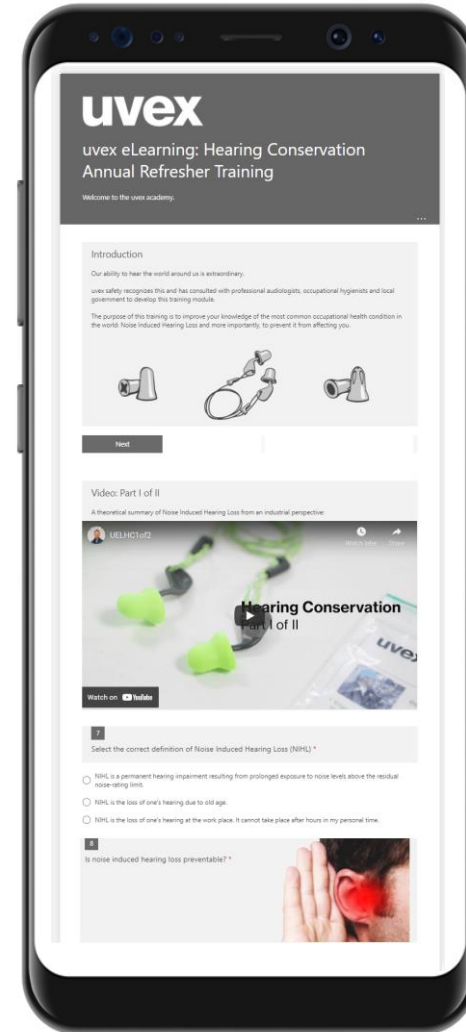 uvex
uvex eLearning: Hearing Conservation
Annual Refresher Training
Welcome to the uvex academy.
...
Introduction
Our ability to hear the world around us is extraordinary.
uvex safety recognizes this and has consulted with professional audiologists, occupational hygienists and local
government to develop this training module.
The purpose of this training is to improve your knowledge of the most common occupational health condition in
the world: Noise Induced Hearing Loss and more importantly, to prevent it from affecting you.
Next
Video: Part I of II
A theoretical summary of Noise Induced Hearing Loss from an industrial perspective:
UELHC1of2
Watch later
Share
Hearing Conservation
Part I of II
uvex
Watch on YouTube
7
Select the correct definition of Noise Induced Hearing Loss (NIHL) *
NIHL is a permanent hearing impairment resulting from prolonged exposure to noise levels above the residual
noise-rating limit.
NIHL is the loss of one's hearing due to old age.
NIHL is the loss of one's hearing at the work place. It cannot take place after hours in my personal time.
8
Is noise induced hearing loss preventable? *